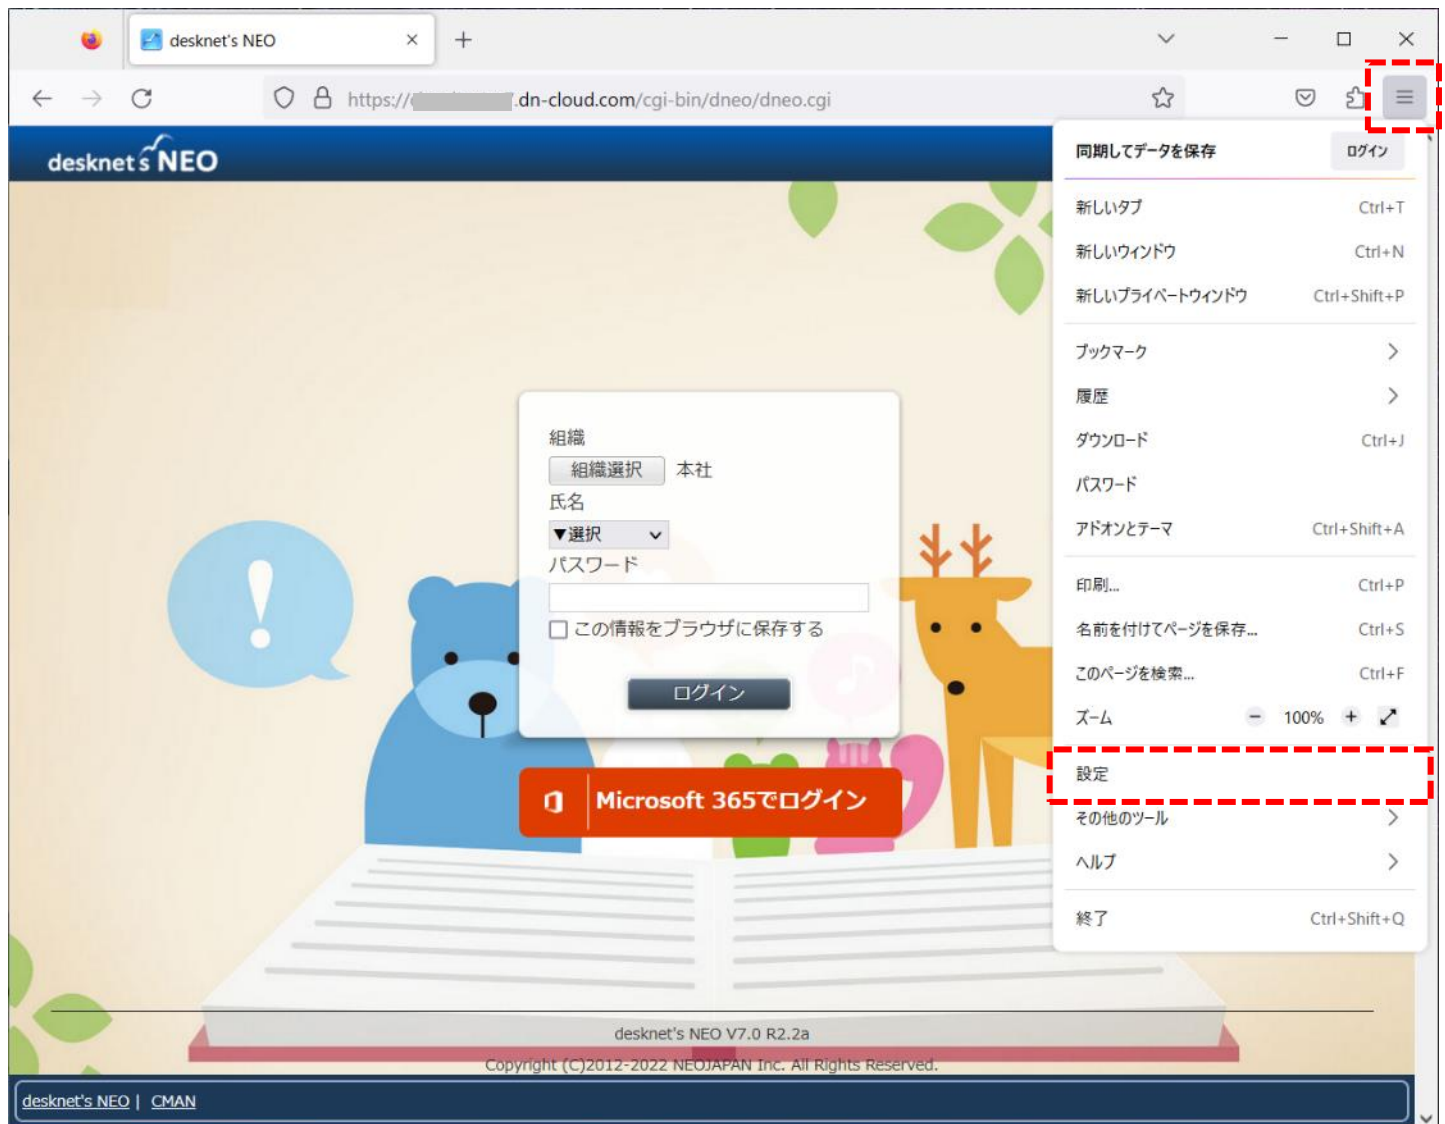 desknet's NEO
https://
.dn-cloud.com/cgi-bin/dneo/dneo.cgi
desknet's NEO
同期してデータを保存 ログイン
新しいタブ Ctrl+T
新しいウィンドウ Ctrl+N
新しいプライベートウィンドウ Ctrl+Shift+P
ブックマーク
履歴
ダウンロード Ctrl+J
パスワード
アドオンとテーマ Ctrl+Shift+A
印刷... Ctrl+P
名前を付けてページを保存... Ctrl+S
このページを検索... Ctrl+F
ズーム − 100% +
設定
その他のツール
ヘルプ
終了 Ctrl+Shift+Q
組織
組織選択 本社
氏名
▼選択
パスワード
この情報をブラウザに保存する
ログイン
Microsoft 365でログイン
desknet's NEO V7.0 R2.2a
Copyright (C)2012-2022 NEOJAPAN Inc. All Rights Reserved.
desknet's NEO | CMAN